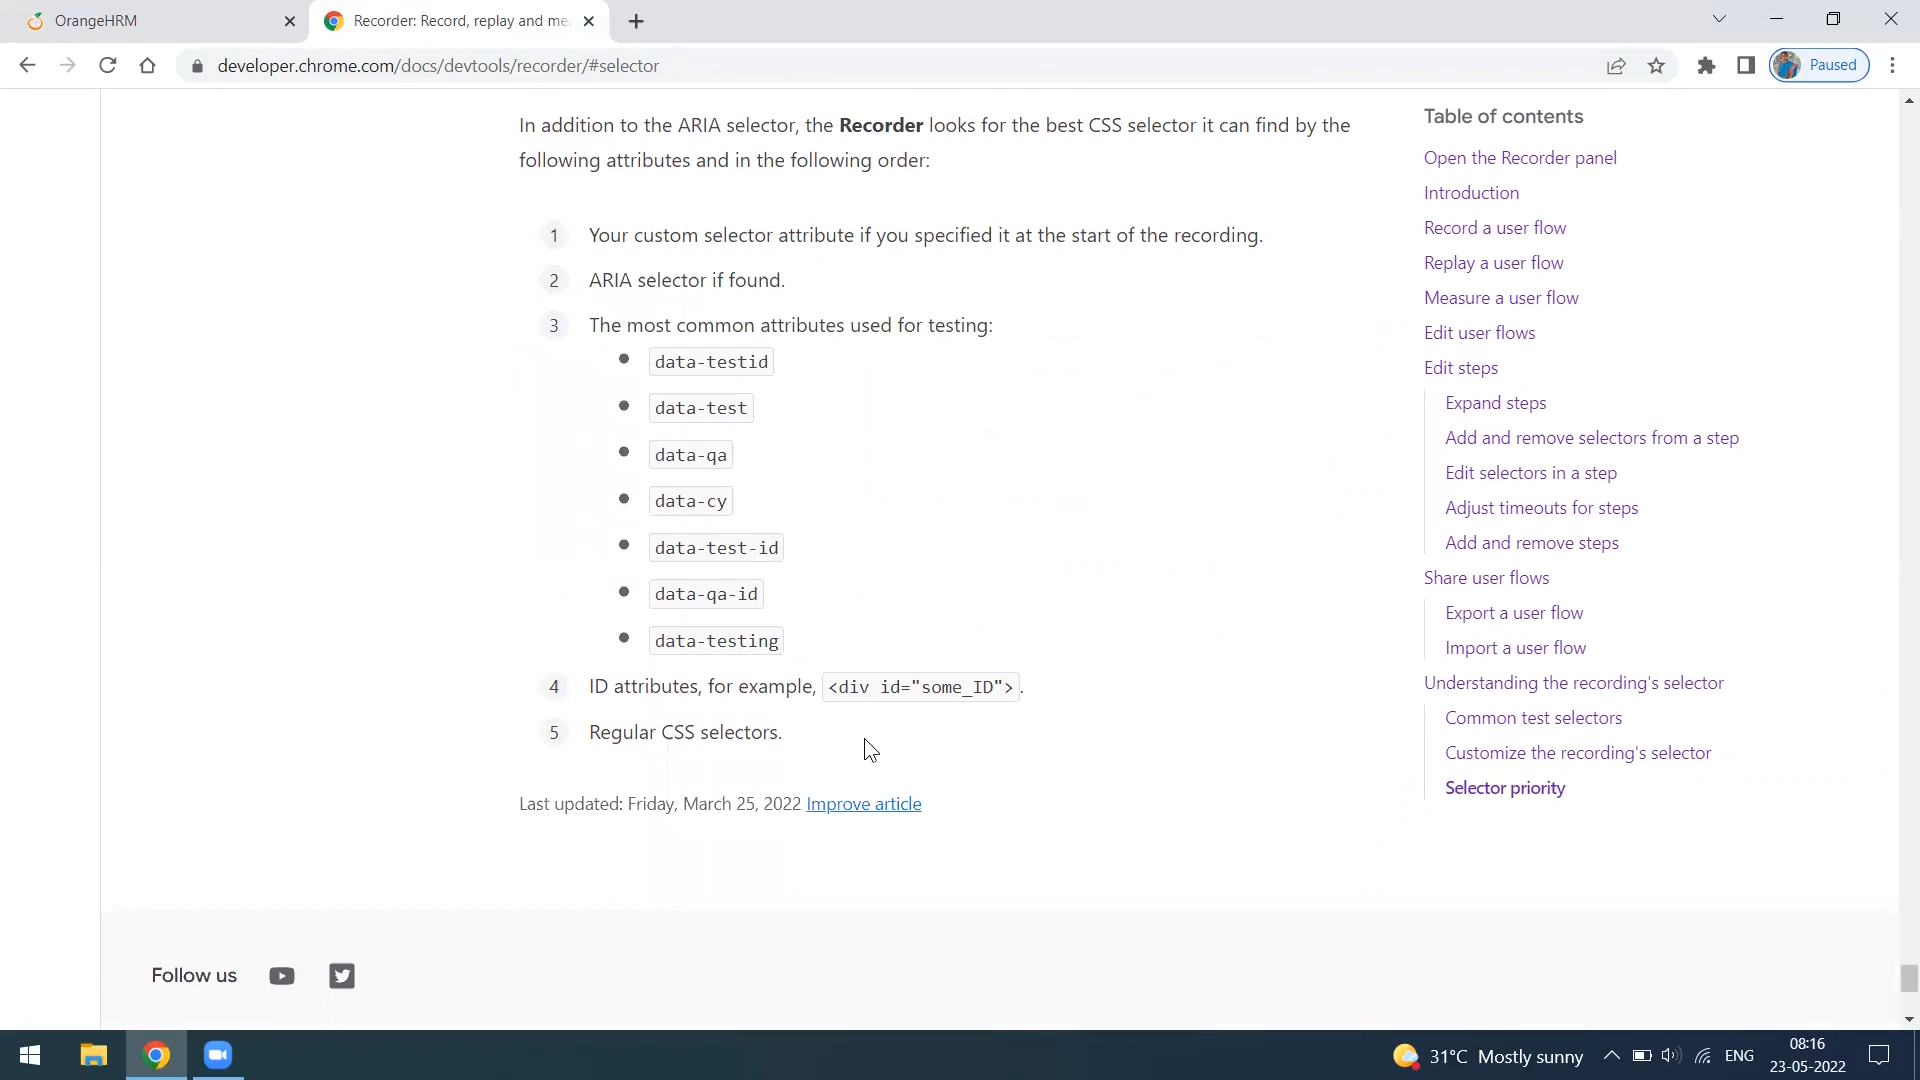 OrangeHRM
Recorder: Record, replay and me
developer.chrome.com/docs/devtools/recorder/#selector
Paused
In addition to the ARIA selector, the Recorder looks for the best CSS selector it can find by the
following attributes and in the following order:
1 Your custom selector attribute if you specified it at the start of the recording.
2 ARIA selector if found.
3 The most common attributes used for testing:
data-testid
data-test
data-qa
data-cy
data-test-id
data-qa-id
data-testing
4 ID attributes, for example, <div id="some_ID">.
5 Regular CSS selectors.
Last updated: Friday, March 25, 2022 Improve article
Table of contents
Open the Recorder panel
Introduction
Record a user flow
Replay a user flow
Measure a user flow
Edit user flows
Edit steps
Expand steps
Add and remove selectors from a step
Edit selectors in a step
Adjust timeouts for steps
Add and remove steps
Share user flows
Export a user flow
Import a user flow
Understanding the recording's selector
Common test selectors
Customize the recording's selector
Selector priority
Follow us
31°C Mostly sunny
ENG
08:16
23-05-2022